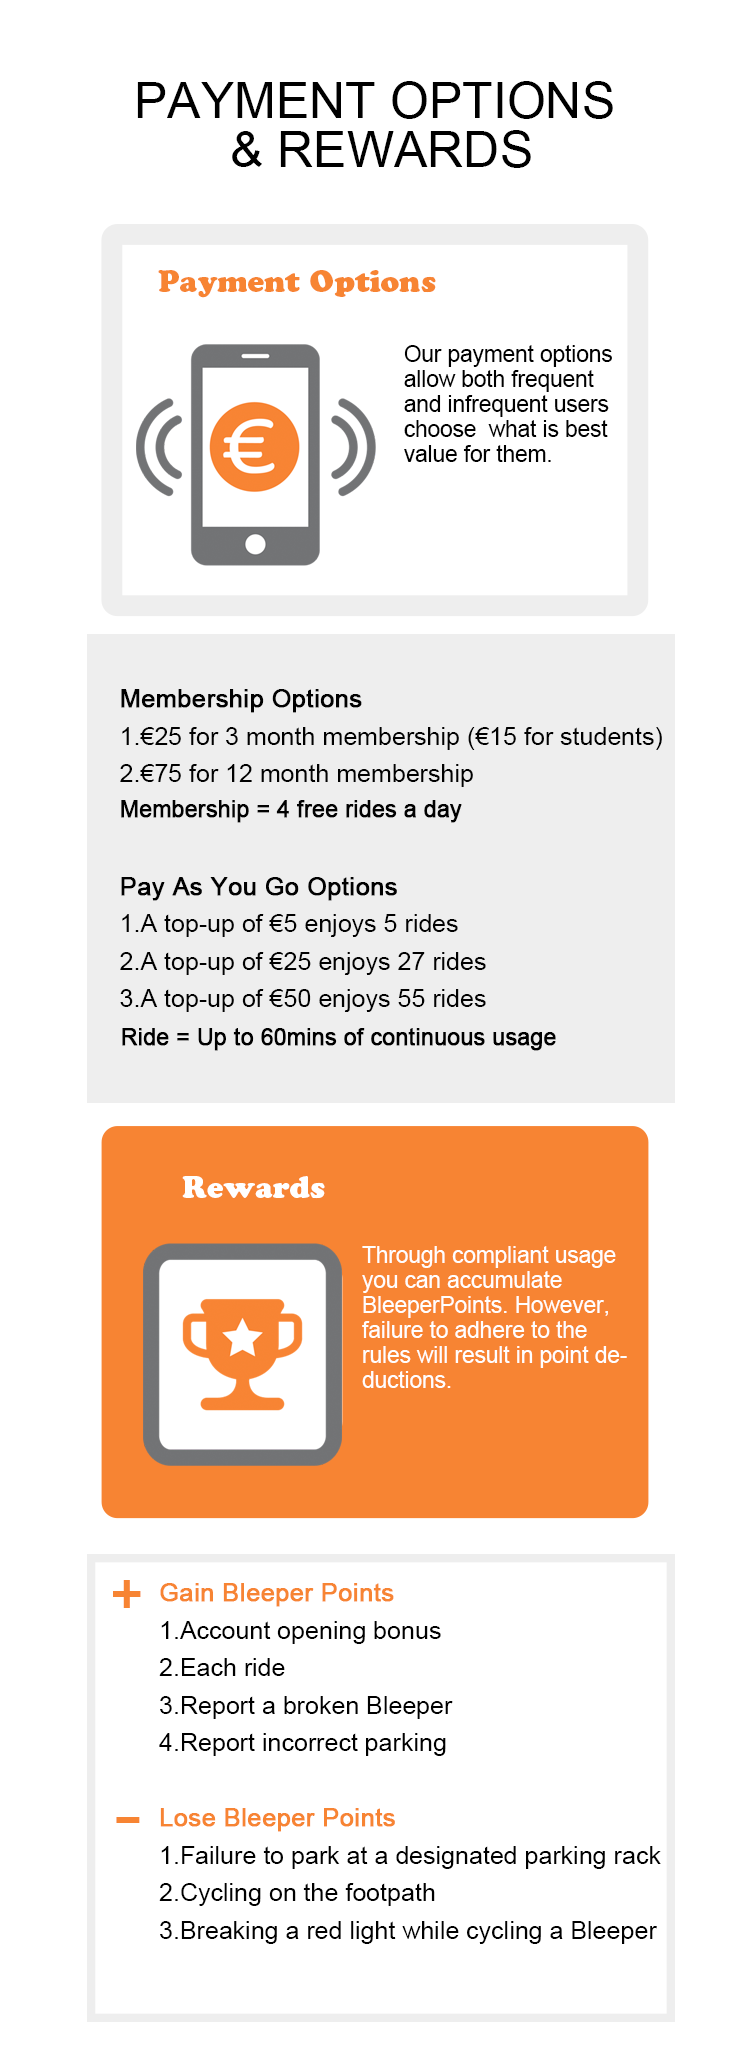 PAYMENT OPTIONS
& REWARDS
Payment Options
€
Our payment options
allow both frequent
and infrequent users
choose  what is best
value for them.
Membership Options
1.€25 for 3 month membership (€15 for students)
2.€75 for 12 month membership
Membership = 4 free rides a day
Pay As You Go Options
1.A top-up of €5 enjoys 5 rides
2.A top-up of €25 enjoys 27 rides
3.A top-up of €50 enjoys 55 rides
Ride = Up to 60mins of continuous usage
Rewards
Through compliant usage
you can accumulate
BleeperPoints. However,
failure to adhere to the
rules will result in point de-
ductions.
+ Gain Bleeper Points
1.Account opening bonus
2.Each ride
3.Report a broken Bleeper
4.Report incorrect parking
− Lose Bleeper Points
1.Failure to park at a designated parking rack
2.Cycling on the footpath
3.Breaking a red light while cycling a Bleeper